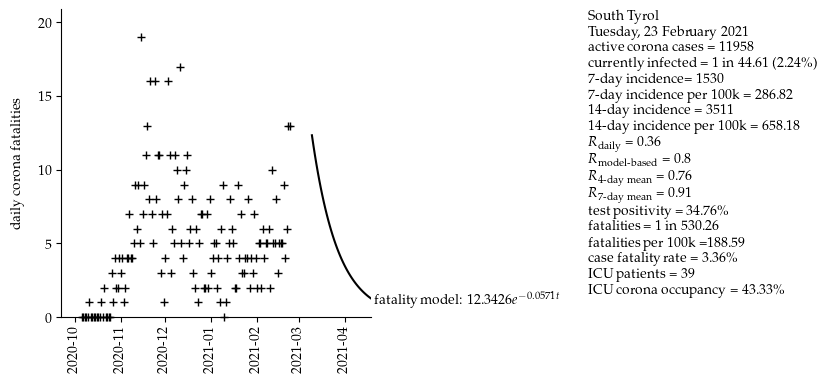 South Tyrol
Tuesday, 23 February 2021
active corona cases = 11958
currently infected = 1 in 44.61 (2.24%)
7-day incidence= 1530
7-day incidence per 100k = 286.82
14-day incidence = 3511
14-day incidence per 100k = 658.18
R_daily = 0.36
R_model-based = 0.8
R_4-day mean = 0.76
R_7-day mean = 0.91
test positivity = 34.76%
fatalities = 1 in 530.26
fatalities per 100k =188.59
case fatality rate = 3.36%
ICU patients = 39
ICU corona occupancy = 43.33%
daily corona fatalities
20
15
10
5
0
fatality model: 12.3426e^{-0.0571t}
2020-10
2020-11
2020-12
2021-01
2021-02
2021-03
2021-04